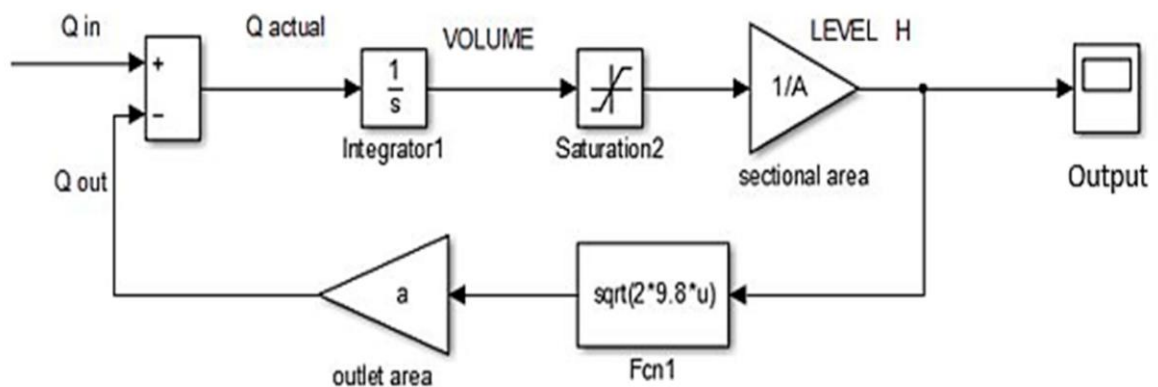 Q in
Q actual
VOLUME
LEVEL H
+
−
1
s
1/A
Integrator1
Saturation2
sectional area
Output
Q out
a
sqrt(2*9.8*u)
outlet area
Fcn1